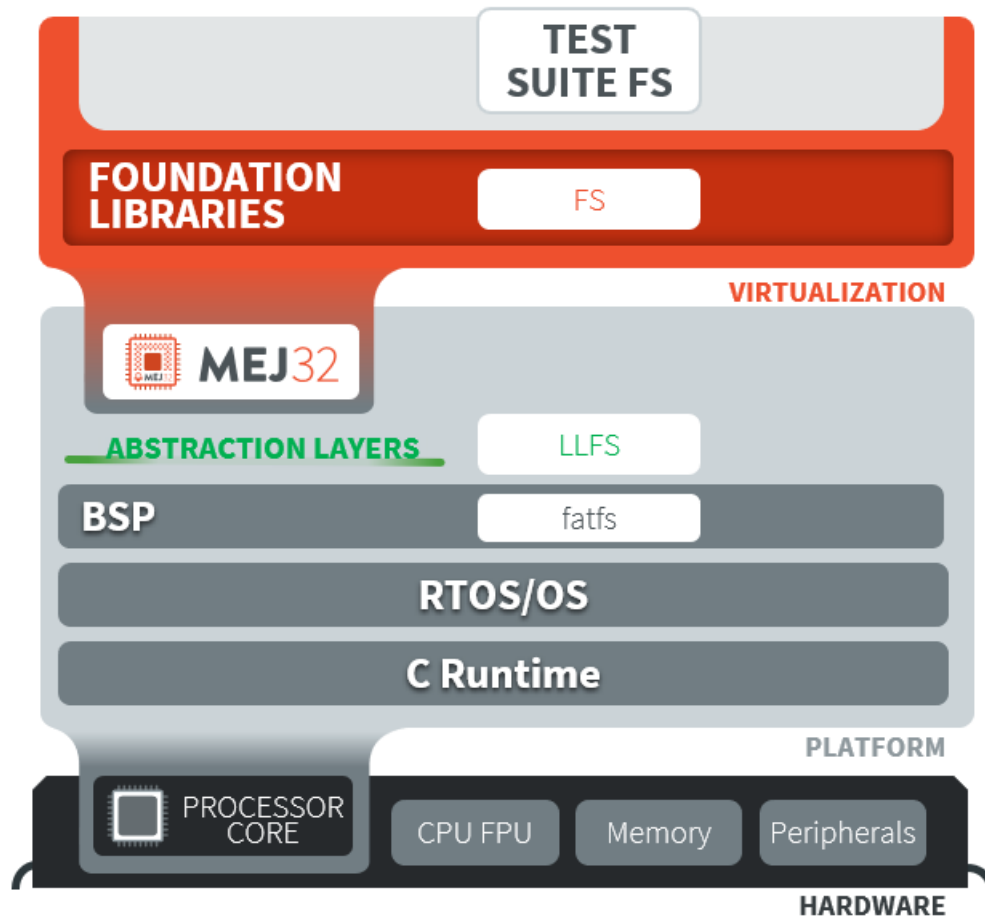 TEST
SUITE FS
FOUNDATION
LIBRARIES
FS
VIRTUALIZATION
MEJ32
MEJ32
ABSTRACTION LAYERS
LLFS
BSP
fatfs
RTOS/OS
C Runtime
PLATFORM
PROCESSOR
CORE
CPU FPU
Memory
Peripherals
HARDWARE